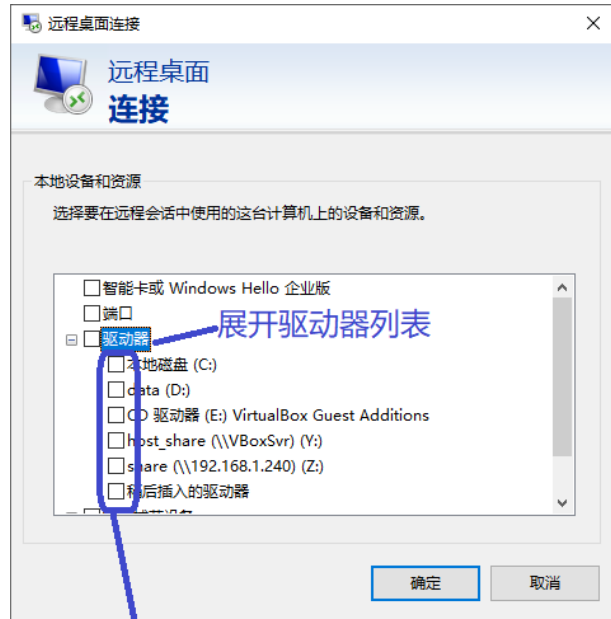 远程桌面连接
远程桌面
连接
本地设备和资源
选择要在远程会话中使用的这台计算机上的设备和资源。
智能卡或 Windows Hello 企业版
端口
驱动器
展开驱动器列表
本地磁盘 (C:)
data (D:)
CD 驱动器 (E:) VirtualBox Guest Additions
host_share (\\VBoxSvr) (Y:)
share (\\192.168.1.240) (Z:)
稍后插入的驱动器
确定
取消